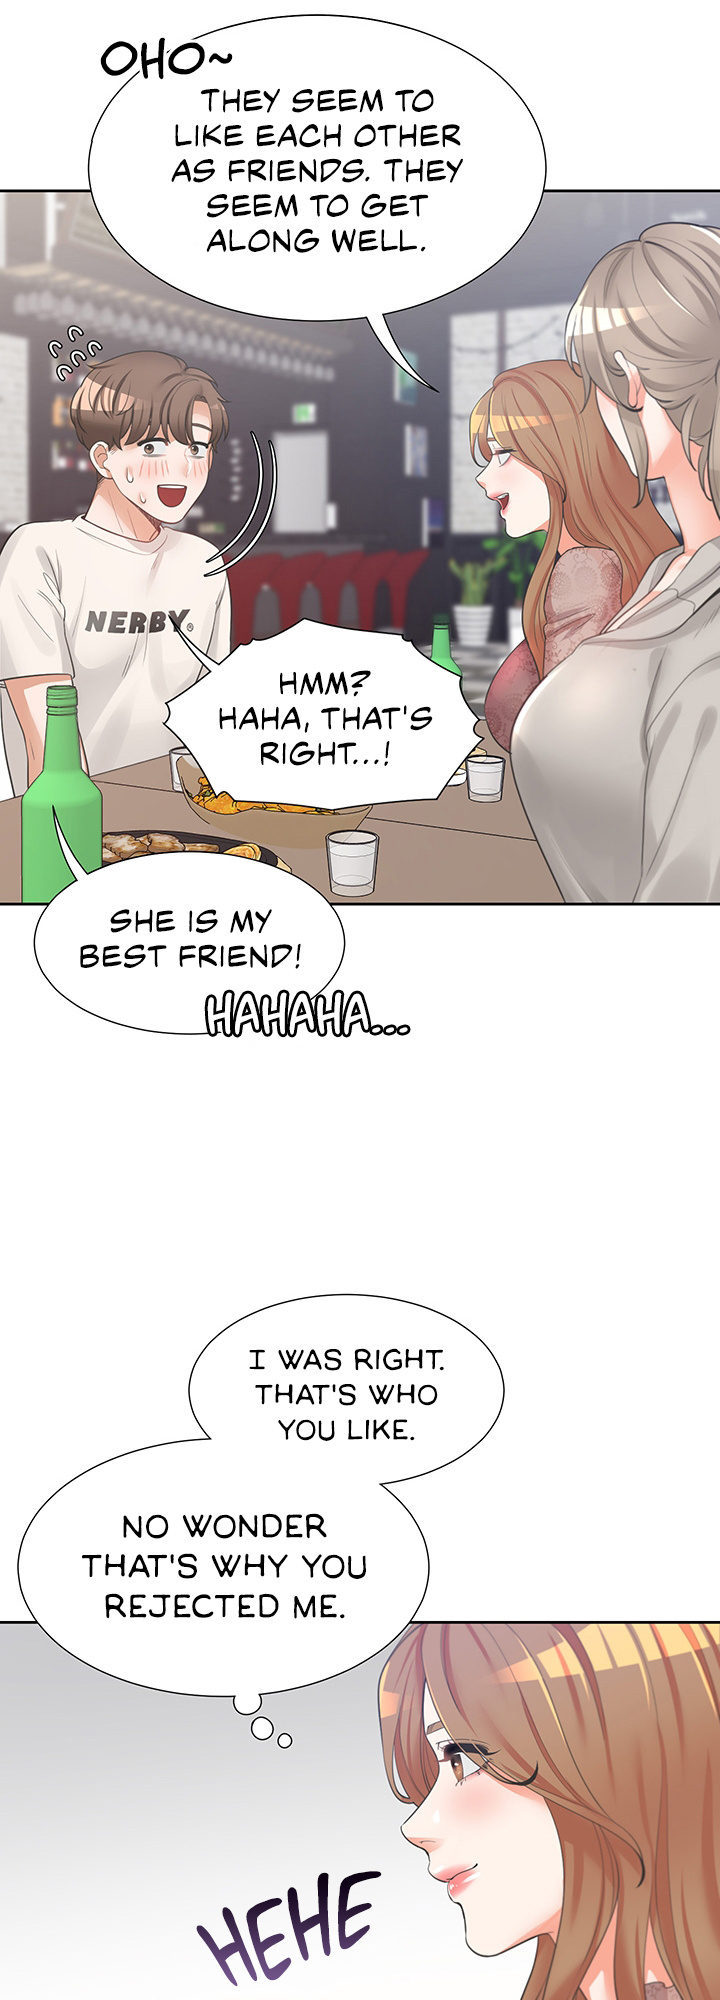 OHO~
THEY SEEM TO
LIKE EACH OTHER
AS FRIENDS. THEY
SEEM TO GET
ALONG WELL.
NERBY.
HMM?
HAHA, THAT'S
RIGHT...!
SHE IS MY
BEST FRIEND!
HAHAHA...
I WAS RIGHT.
THAT'S WHO
YOU LIKE.
NO WONDER
THAT'S WHY YOU
REJECTED ME.
HEHE